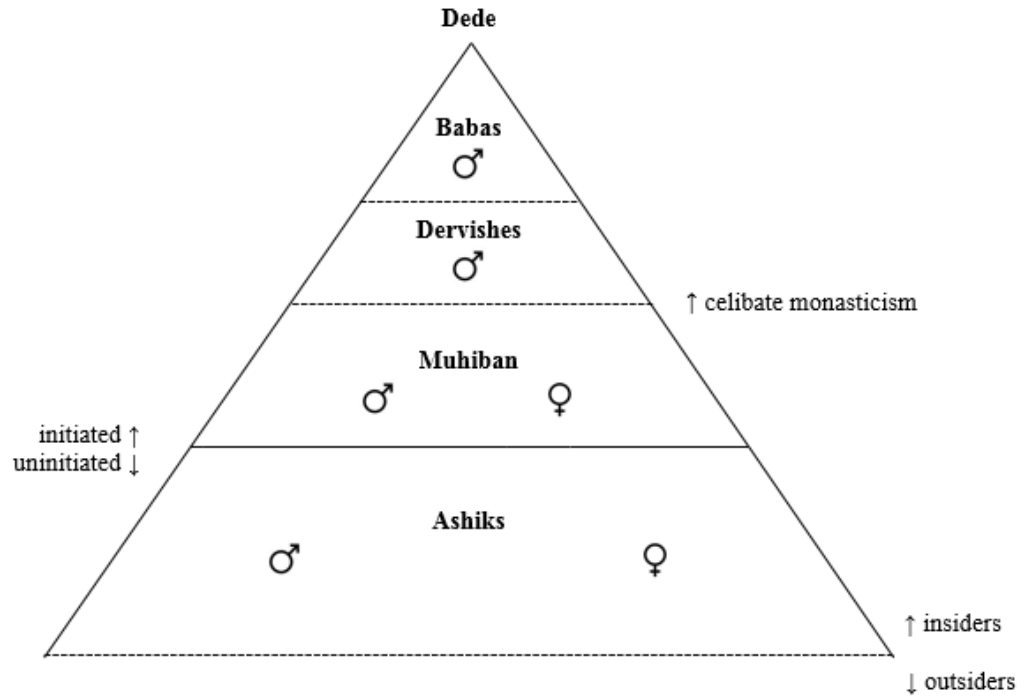 Dede
Babas
♂
Dervishes
♂
↑ celibate monasticism
Muhiban
♂ ♀
initiated ↑
uninitiated ↓
Ashiks
♂ ♀
↑ insiders
↓ outsiders